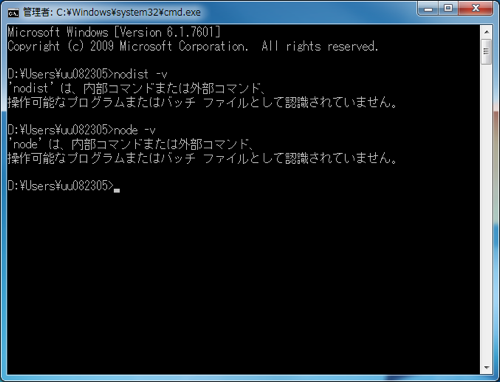 管理者: C:¥Windows¥system32¥cmd.exe
Microsoft Windows [Version 6.1.7601]
Copyright (c) 2009 Microsoft Corporation.  All rights reserved.
D:¥Users¥uu082305>nodist -v
'nodist' は、内部コマンドまたは外部コマンド、
操作可能なプログラムまたはバッチ ファイルとして認識されていません。
D:¥Users¥uu082305>node -v
'node' は、内部コマンドまたは外部コマンド、
操作可能なプログラムまたはバッチ ファイルとして認識されていません。
D:¥Users¥uu082305>